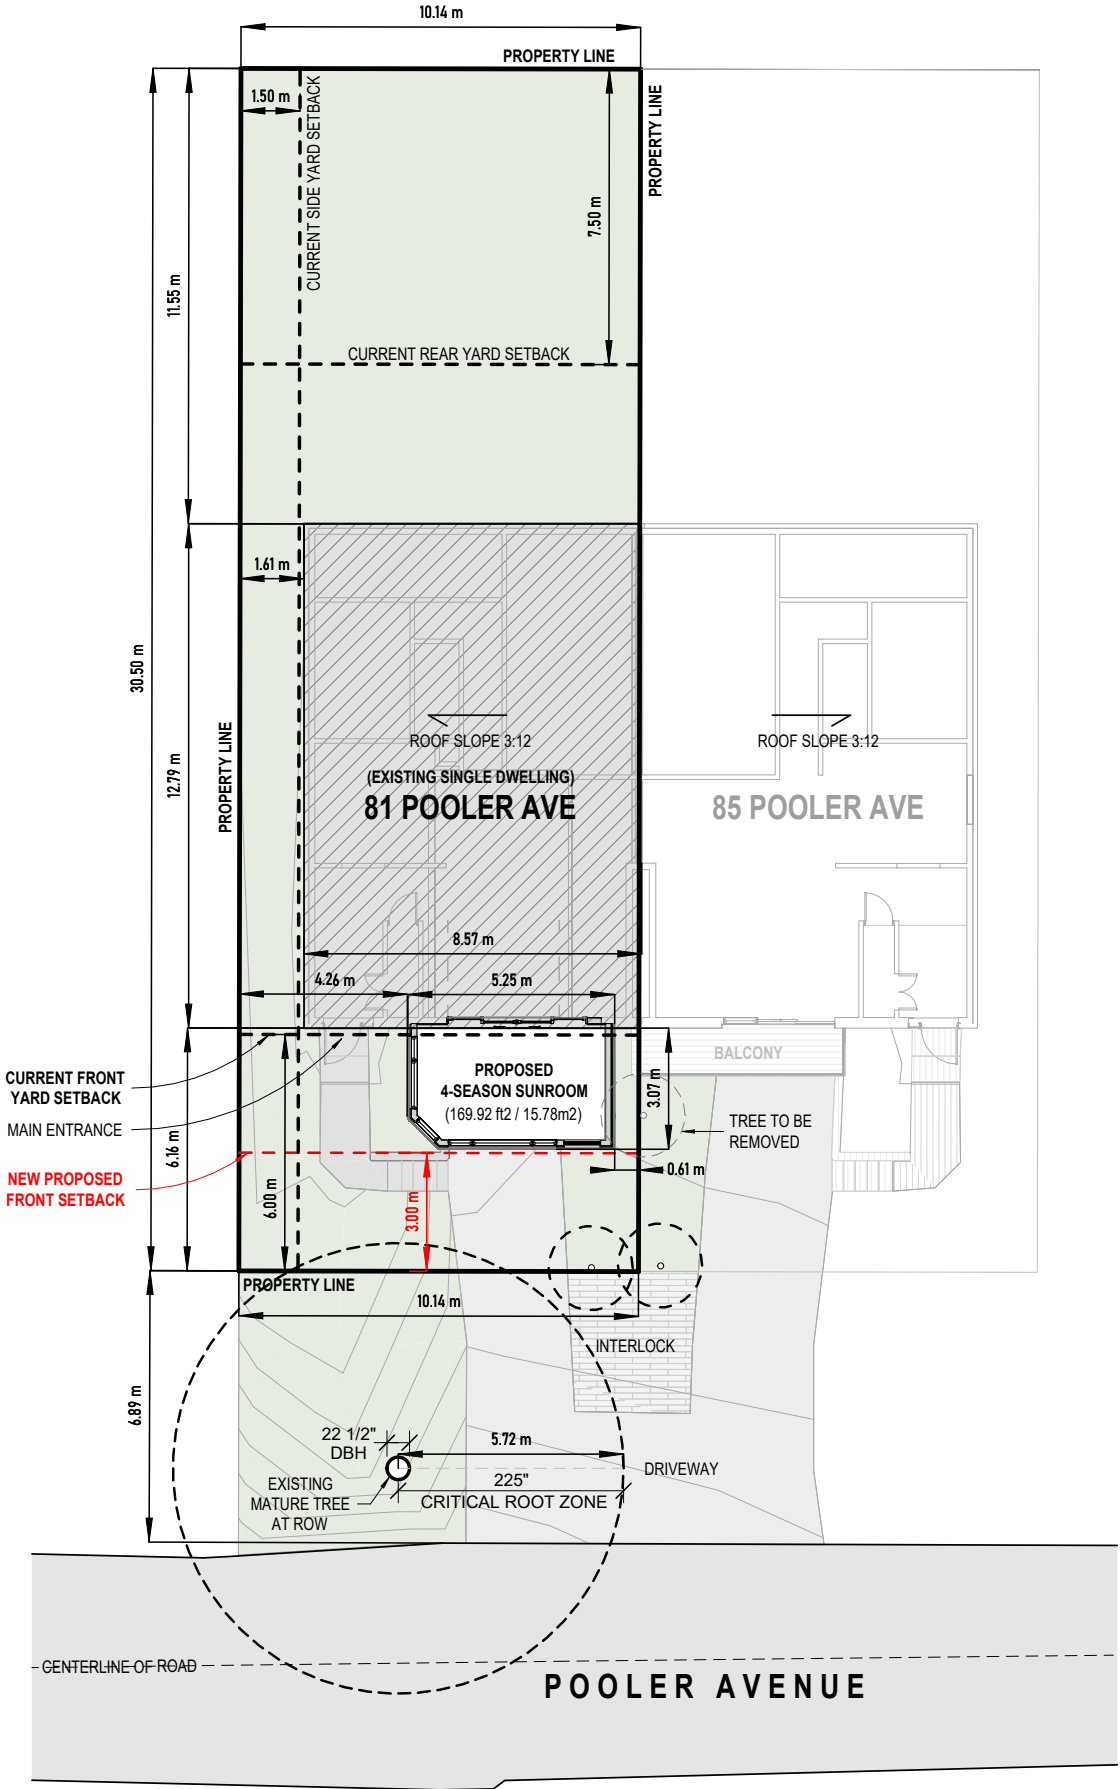 10.14 m
PROPERTY LINE
1.50 m
CURRENT SIDE YARD SETBACK
PROPERTY LINE
7.50 m
11.55 m
CURRENT REAR YARD SETBACK
1.61 m
30.50 m
12.79 m
PROPERTY LINE
ROOF SLOPE 3:12
ROOF SLOPE 3:12
(EXISTING SINGLE DWELLING)
81 POOLER AVE
85 POOLER AVE
8.57 m
4.26 m
5.25 m
PROPOSED
4-SEASON SUNROOM
(169.92 ft2 / 15.78m2)
3.07 m
BALCONY
CURRENT FRONT
YARD SETBACK
MAIN ENTRANCE
TREE TO BE
REMOVED
6.16 m
0.61 m
NEW PROPOSED
FRONT SETBACK
6.00 m
3.00 m
PROPERTY LINE
10.14 m
INTERLOCK
6.89 m
22 1/2"
DBH
5.72 m
225"
CRITICAL ROOT ZONE
DRIVEWAY
EXISTING
MATURE TREE
AT ROW
CENTERLINE OF ROAD
POOLER AVENUE